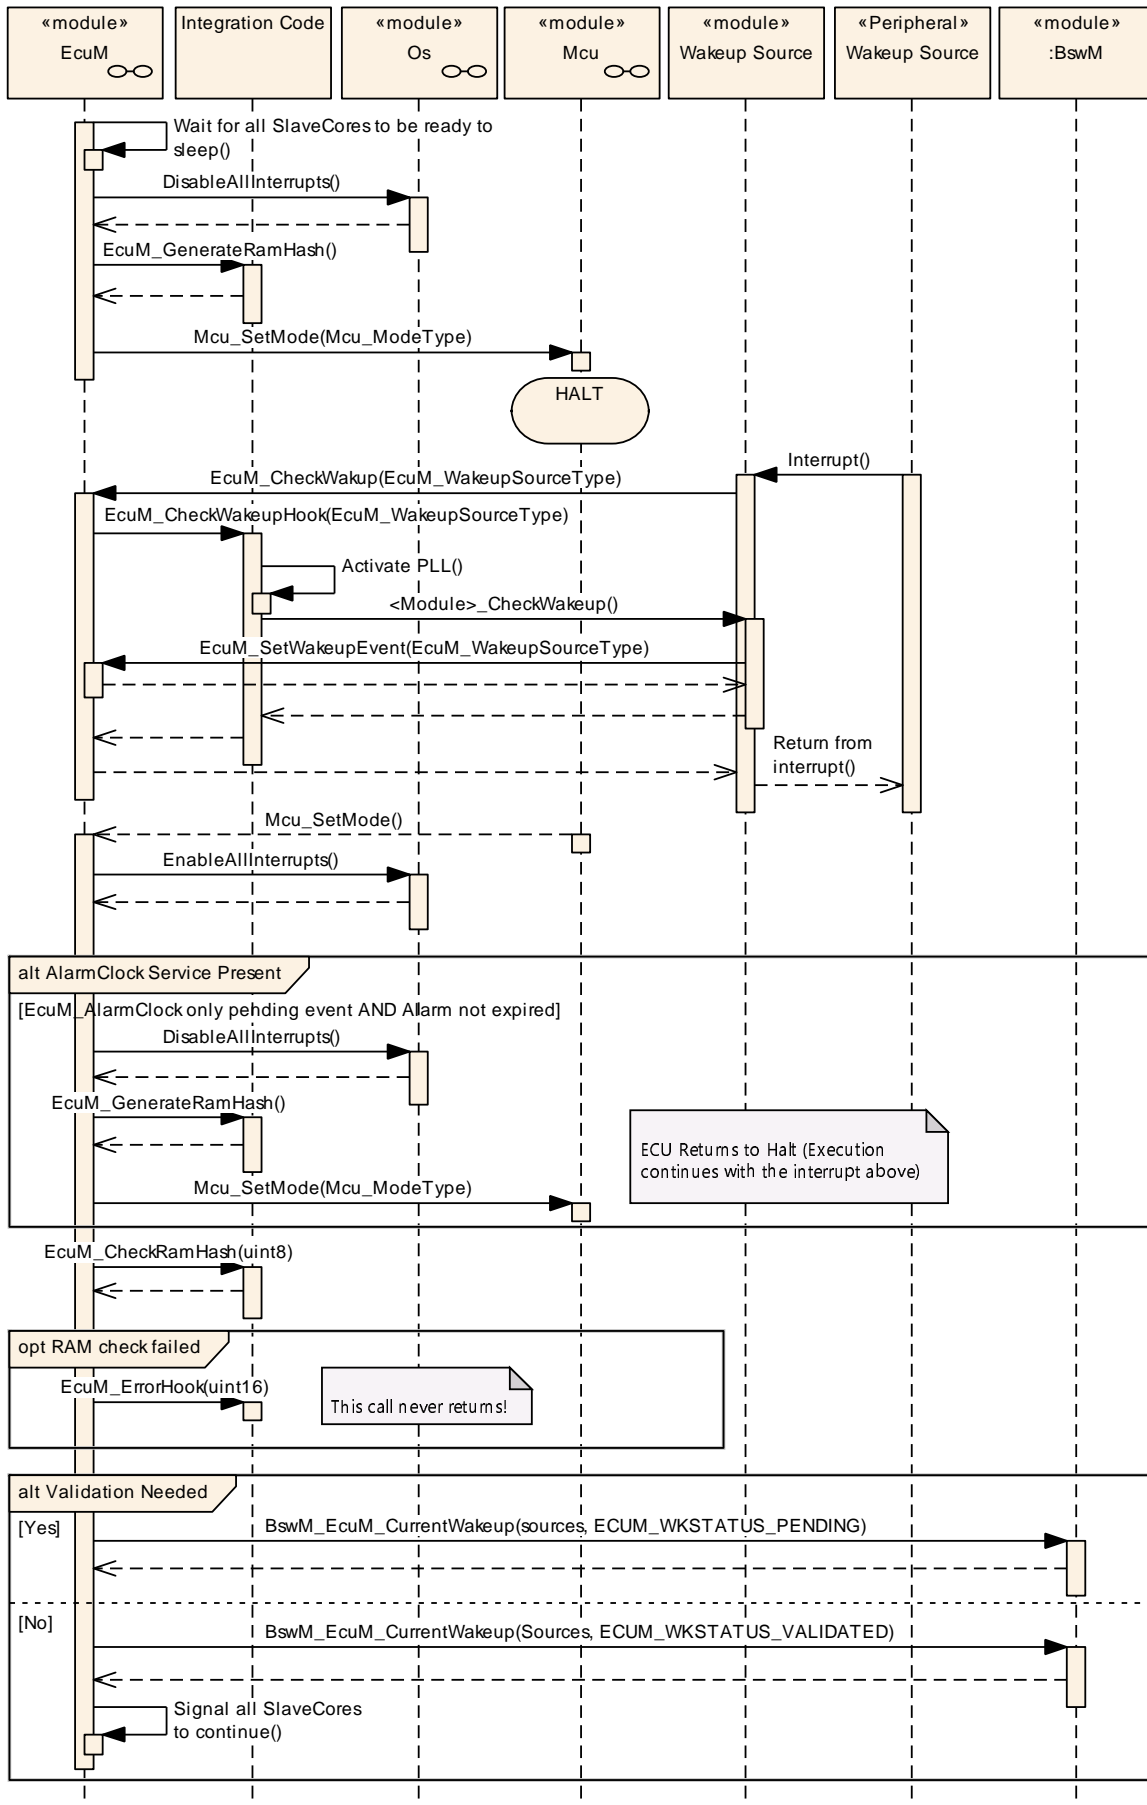 «module»
EcuM
Integration Code
«module»
Os
«module»
Mcu
«module»
Wakeup Source
«Peripheral»
Wakeup Source
«module»
:BswM
Wait for all SlaveCores to be ready to
sleep()
DisableAllInterrupts()
EcuM_GenerateRamHash()
Mcu_SetMode(Mcu_ModeType)
HALT
Interrupt()
EcuM_CheckWakup(EcuM_WakeupSourceType)
EcuM_CheckWakeupHook(EcuM_WakeupSourceType)
Activate PLL()
<Module>_CheckWakeup()
EcuM_SetWakeupEvent(EcuM_WakeupSourceType)
Return from
interrupt()
Mcu_SetMode()
EnableAllInterrupts()
alt AlarmClock Service Present
[EcuM_AlarmClock only pending event AND Alarm not expired]
DisableAllInterrupts()
EcuM_GenerateRamHash()
ECU Returns to Halt (Execution
continues with the interrupt above)
Mcu_SetMode(Mcu_ModeType)
EcuM_CheckRamHash(uint8)
opt RAM check failed
EcuM_ErrorHook(uint16)
This call never returns!
alt Validation Needed
[Yes]
BswM_EcuM_CurrentWakeup(sources, ECUM_WKSTATUS_PENDING)
[No]
BswM_EcuM_CurrentWakeup(Sources, ECUM_WKSTATUS_VALIDATED)
Signal all SlaveCores
to continue()